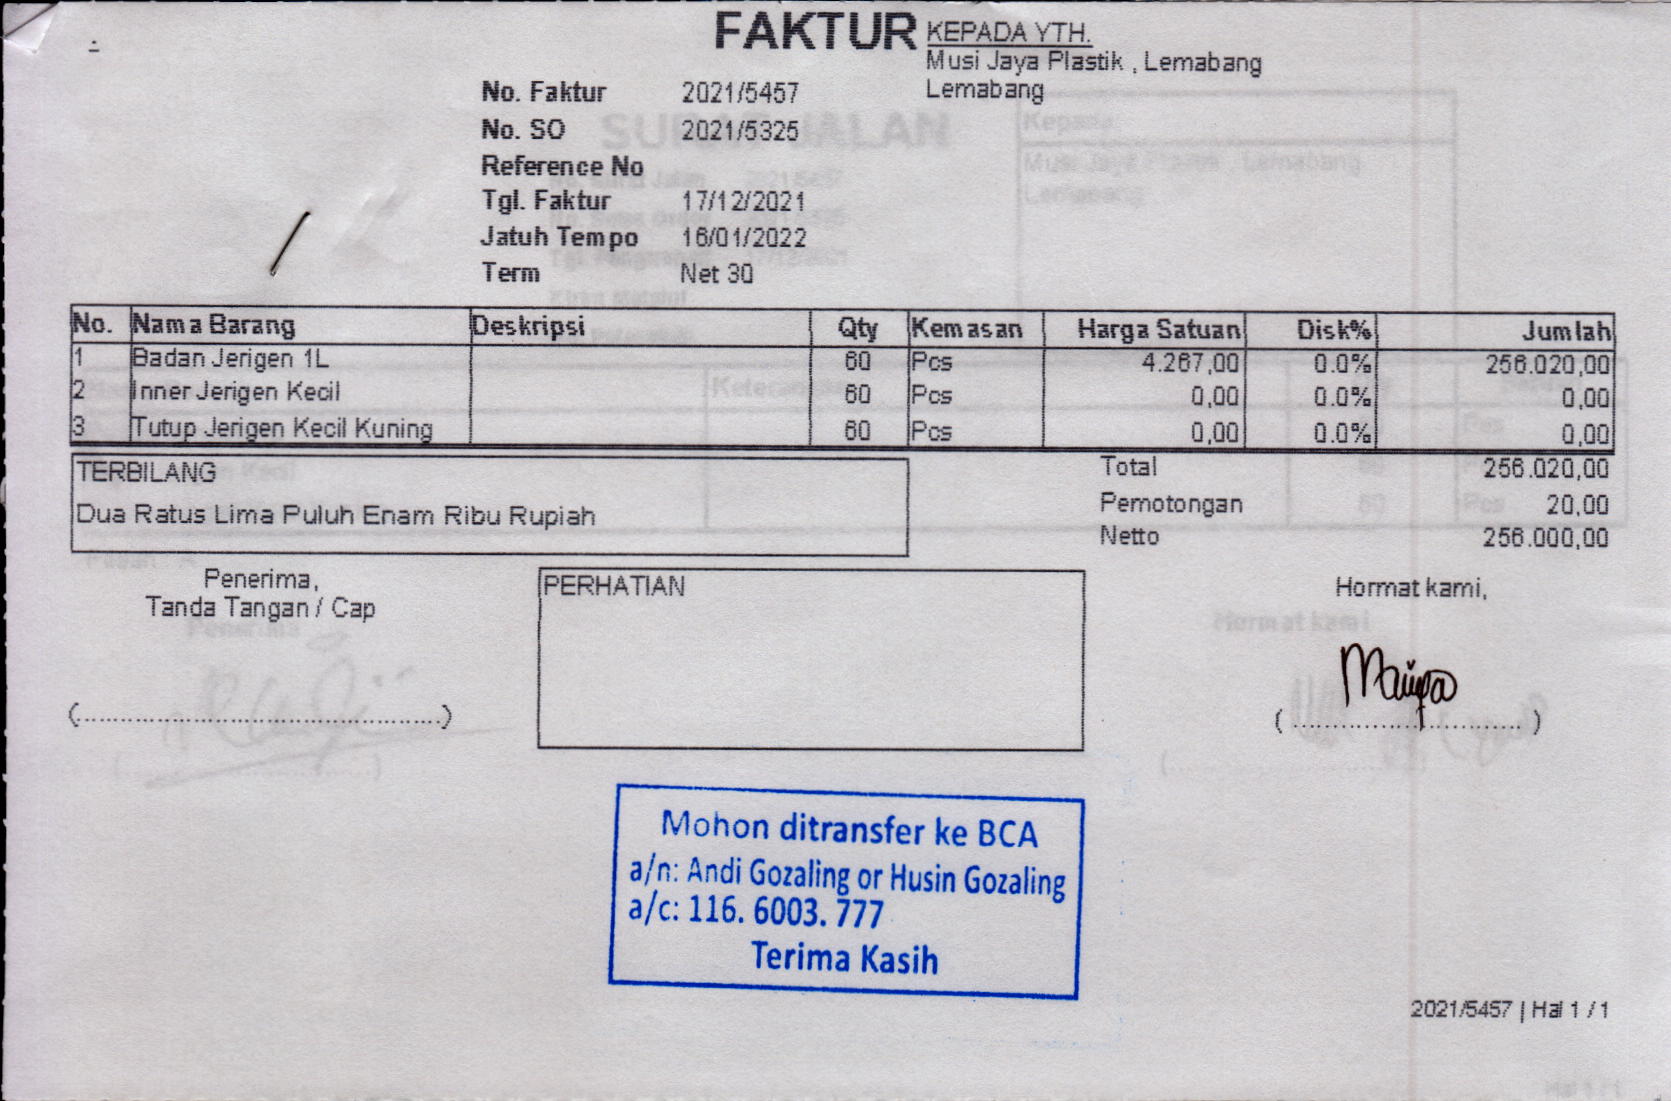 FAKTUR
KEPADA YTH.
Musi Jaya Plastik , Lemabang
Lemabang
No. Faktur 2021/5457
No. SO 2021/5325
Reference No
Tgl. Faktur 17/12/2021
Jatuh Tempo 16/01/2022
Term Net 30
No. Nama Barang Deskripsi Qty Kemasan Harga Satuan Disk% Jumlah
1 Badan Jerigen 1L 60 Pcs 4.267,00 0.0% 256.020,00
2 Inner Jerigen Kecil 60 Pcs 0,00 0.0% 0,00
3 Tutup Jerigen Kecil Kuning 60 Pcs 0,00 0.0% 0,00
TERBILANG
Dua Ratus Lima Puluh Enam Ribu Rupiah
Total 256.020,00
Pemotongan 20,00
Netto 256.000,00
Penerima,
Tanda Tangan / Cap
(..........................................)
PERHATIAN
Hormat kami,
(..............................)
Mohon ditransfer ke BCA
a/n: Andi Gozaling or Husin Gozaling
a/c: 116. 6003. 777
Terima Kasih
2021/5457 | Hal 1 / 1